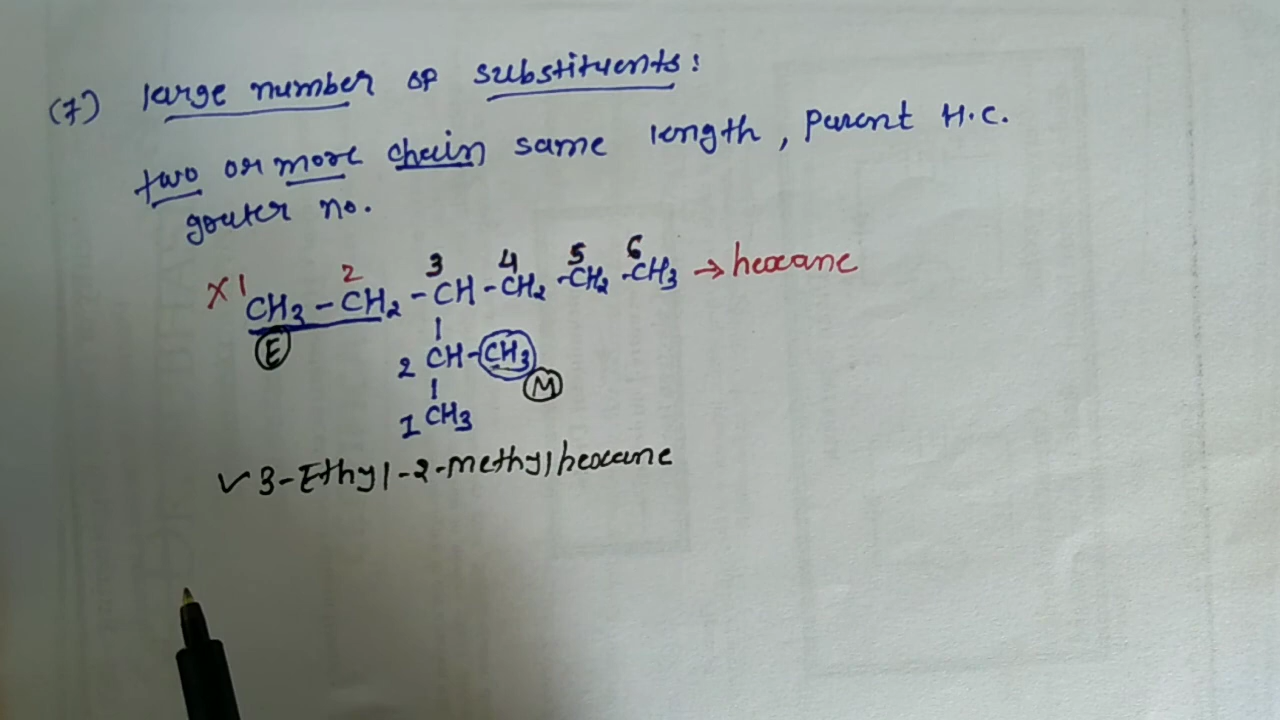 (7) large number of substituents:
two or more chain same length, parent H.C.
greater no.
X 1 2 3 4 5 6
CH3 - CH2 - CH - CH2 - CH2 - CH3 → hexane
E 2 CH - CH3
M
1 CH3
✓ 3-Ethyl-2-methylhexane